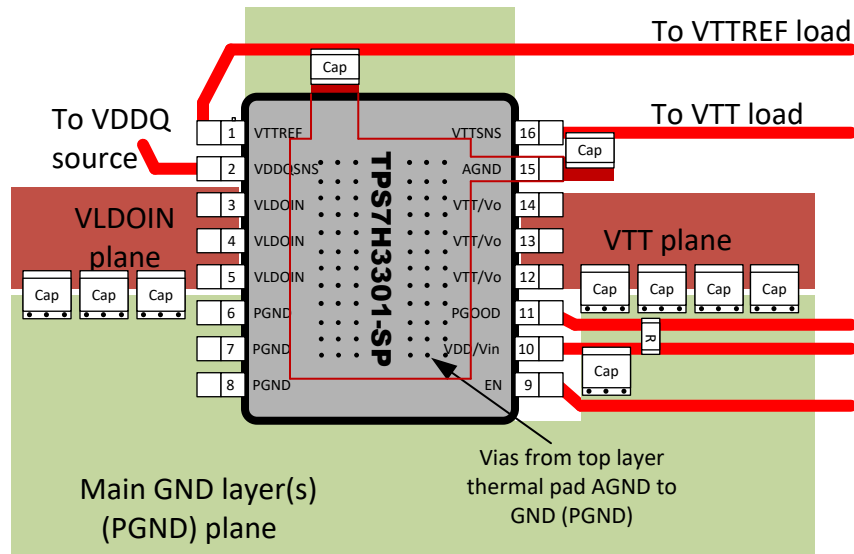 To VTTREF load
Cap
To VDDQ
source
To VTT load
1 VTTREF
VTTSNS 16
Cap
2 VDDQSNS
AGND 15
3 VLDOIN
VTT/Vo 14
VLDOIN
plane
4 VLDOIN
VTT/Vo 13
VTT plane
5 VLDOIN
VTT/Vo 12
Cap Cap Cap
Cap Cap Cap Cap
6 PGND
PGOOD 11
7 PGND
VDD/Vin 10
R
8 PGND
EN 9
Cap
TPS7H3301-SP
Vias from top layer
thermal pad AGND to
GND (PGND)
Main GND layer(s)
(PGND) plane